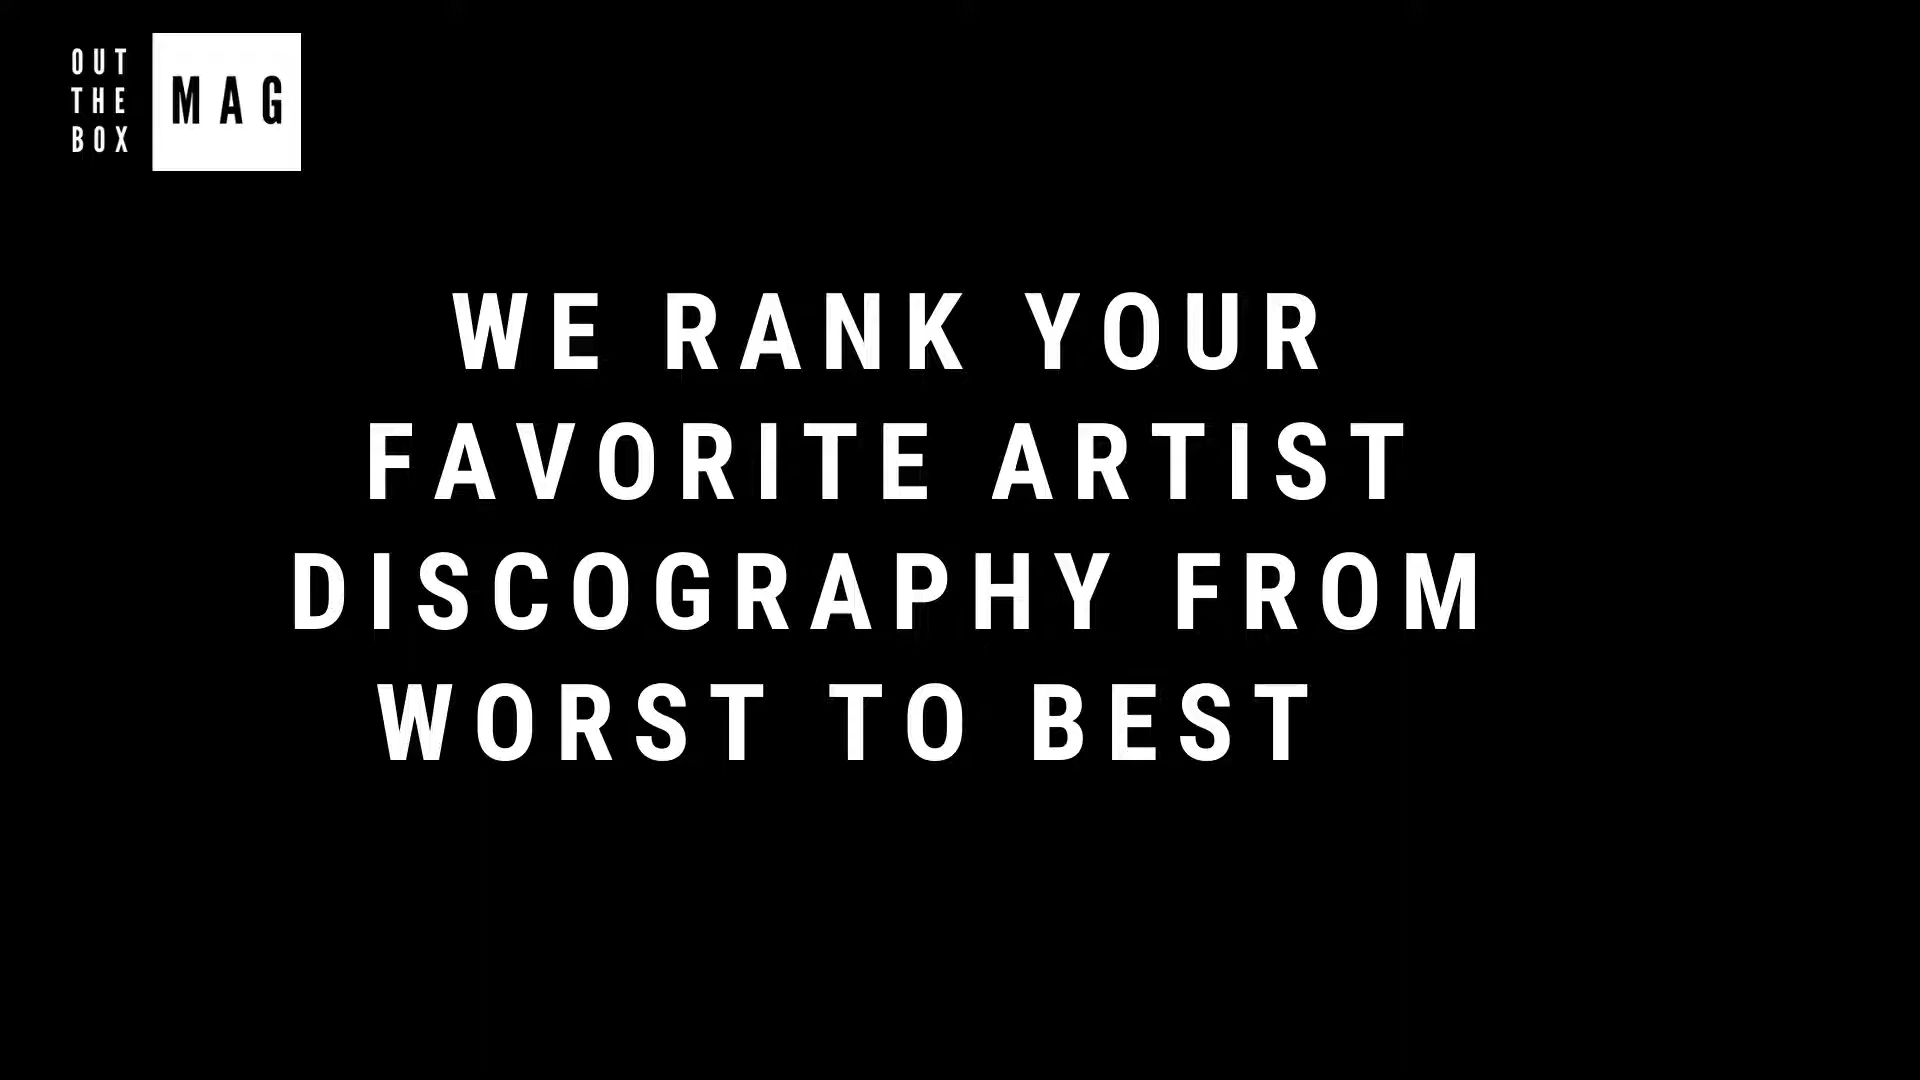 OUT
THE
BOX
MAG
WE RANK YOUR
FAVORITE ARTIST
DISCOGRAPHY FROM
WORST TO BEST